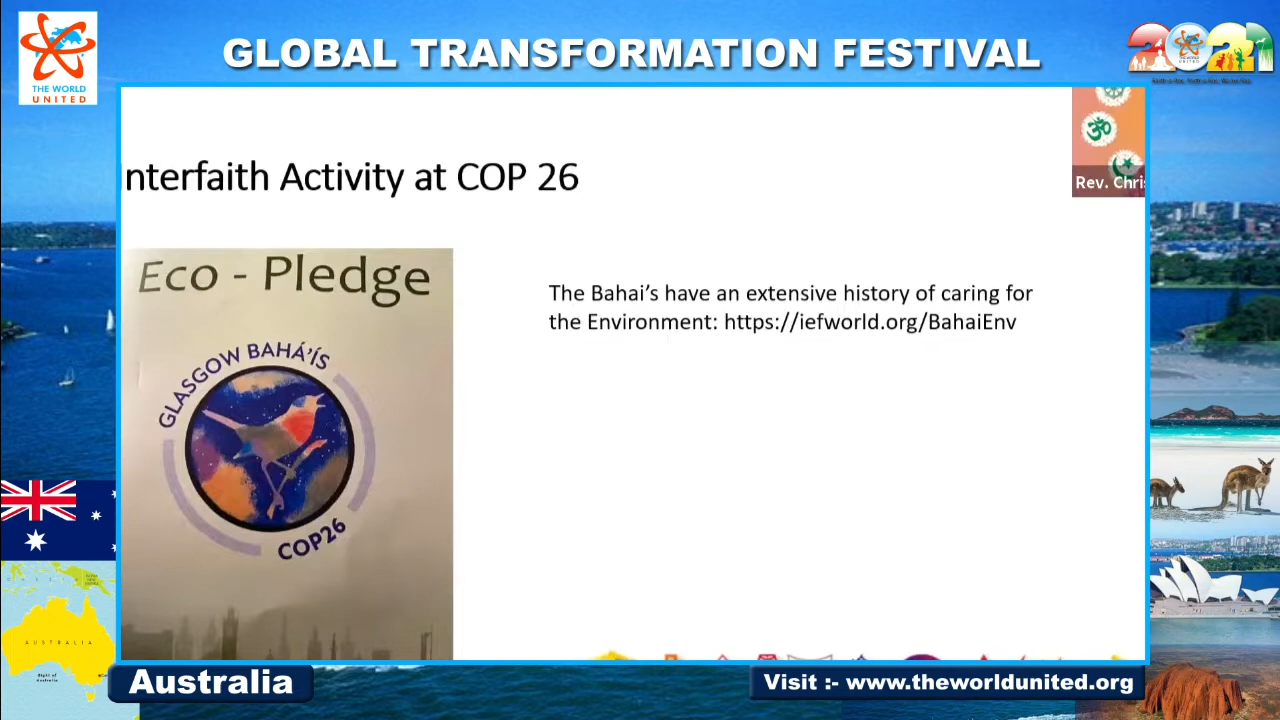 THE WORLD
UNITED
GLOBAL TRANSFORMATION FESTIVAL
2021
nterfaith Activity at COP 26
Rev. Chris
Eco - Pledge
GLASGOW BAHÁ'ÍS
COP26
The Bahai's have an extensive history of caring for
the Environment: https://iefworld.org/BahaiEnv
AUSTRALIA
Australia
Visit :- www.theworldunited.org